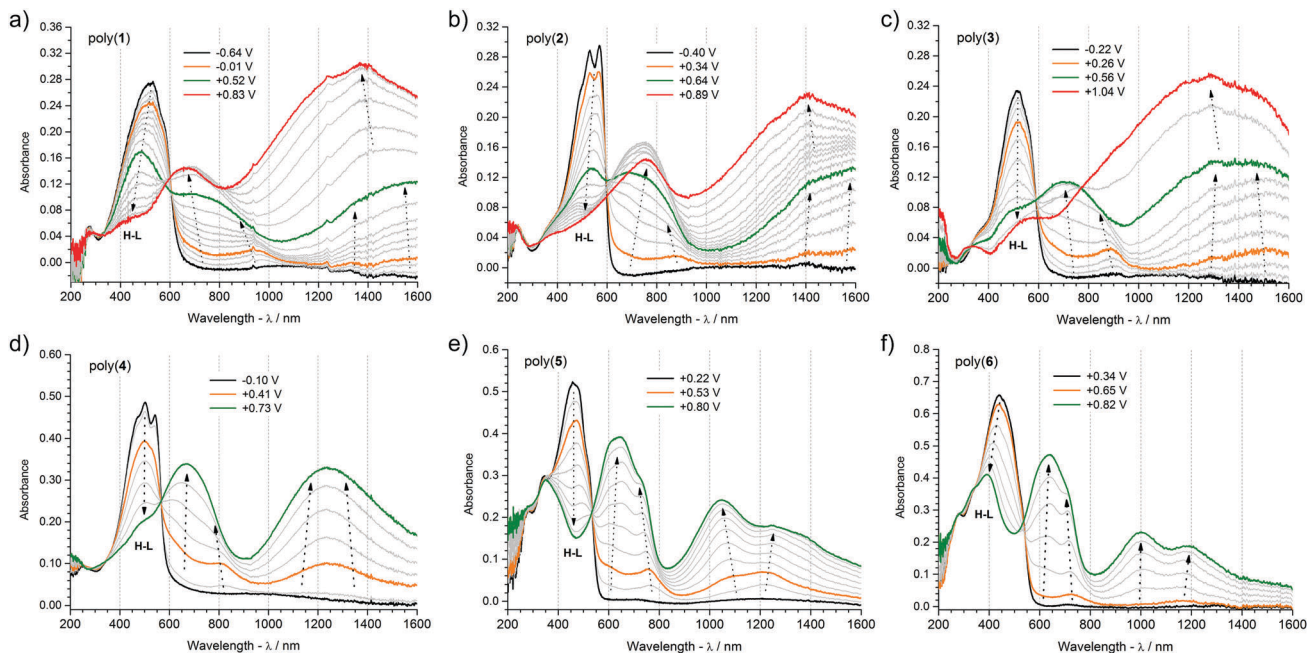 a)
poly(1)
-0.64 V
-0.01 V
+0.52 V
+0.83 V
H-L
Absorbance
0.36
0.32
0.28
0.24
0.20
0.16
0.12
0.08
0.04
0.00
200 400 600 800 1000 1200 1400 1600
Wavelength - λ / nm
b)
poly(2)
-0.40 V
+0.34 V
+0.64 V
+0.89 V
H-L
Absorbance
0.32
0.28
0.24
0.20
0.16
0.12
0.08
0.04
0.00
200 400 600 800 1000 1200 1400 1600
Wavelength - λ / nm
c)
poly(3)
-0.22 V
+0.26 V
+0.56 V
+1.04 V
H-L
Absorbance
0.32
0.28
0.24
0.20
0.16
0.12
0.08
0.04
0.00
200 400 600 800 1000 1200 1400 1600
Wavelength - λ / nm
d)
poly(4)
-0.10 V
+0.41 V
+0.73 V
H-L
Absorbance
0.60
0.50
0.40
0.30
0.20
0.10
0.00
200 400 600 800 1000 1200 1400 1600
Wavelength - λ / nm
e)
poly(5)
+0.22 V
+0.53 V
+0.80 V
H-L
Absorbance
0.6
0.5
0.4
0.3
0.2
0.1
0.0
200 400 600 800 1000 1200 1400 1600
Wavelength - λ / nm
f)
poly(6)
+0.34 V
+0.65 V
+0.82 V
H-L
Absorbance
0.8
0.7
0.6
0.5
0.4
0.3
0.2
0.1
0.0
200 400 600 800 1000 1200 1400 1600
Wavelength - λ / nm